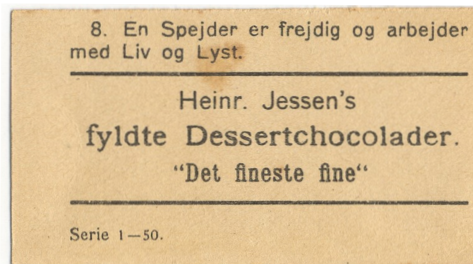 8. En Spejder er frejdig og arbejder
med Liv og Lyst.
Heinr. Jessen's
fyldte Dessertchocolader.
“Det fineste fine“
Serie 1—50.